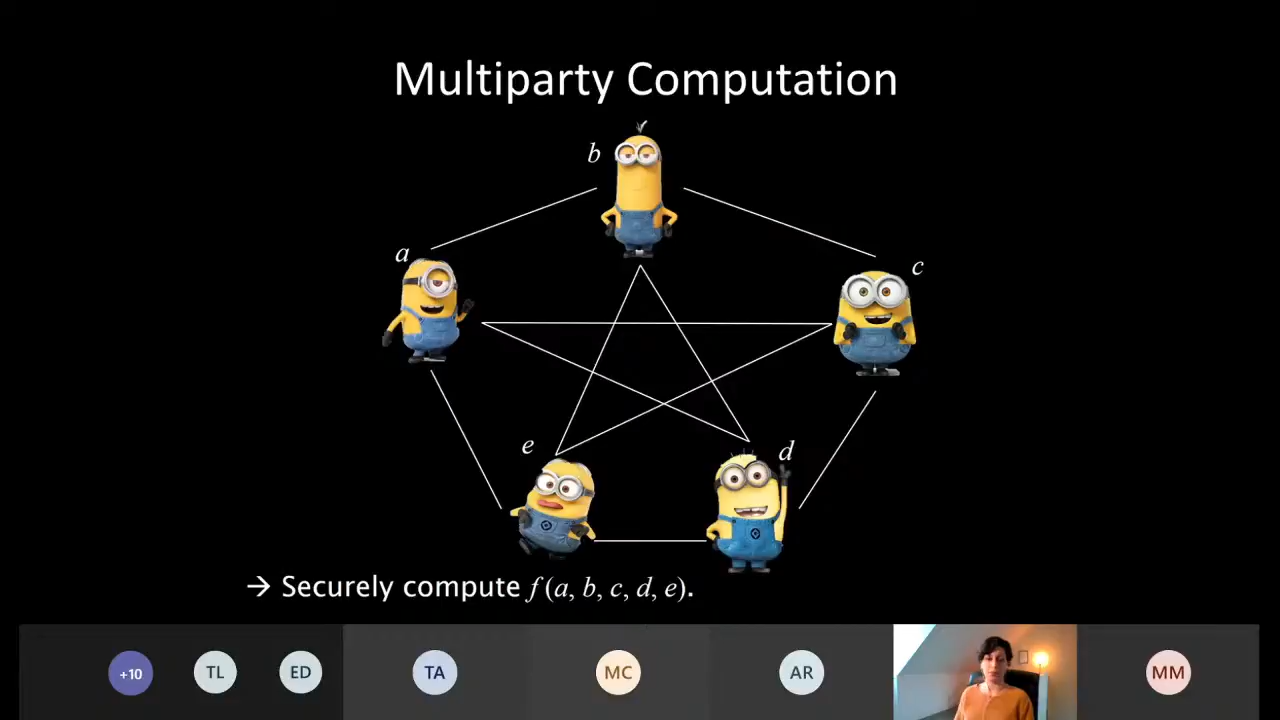 Multiparty Computation
b
a
c
e
d
→ Securely compute f (a, b, c, d, e).
+10
TL
ED
TA
MC
AR
MM